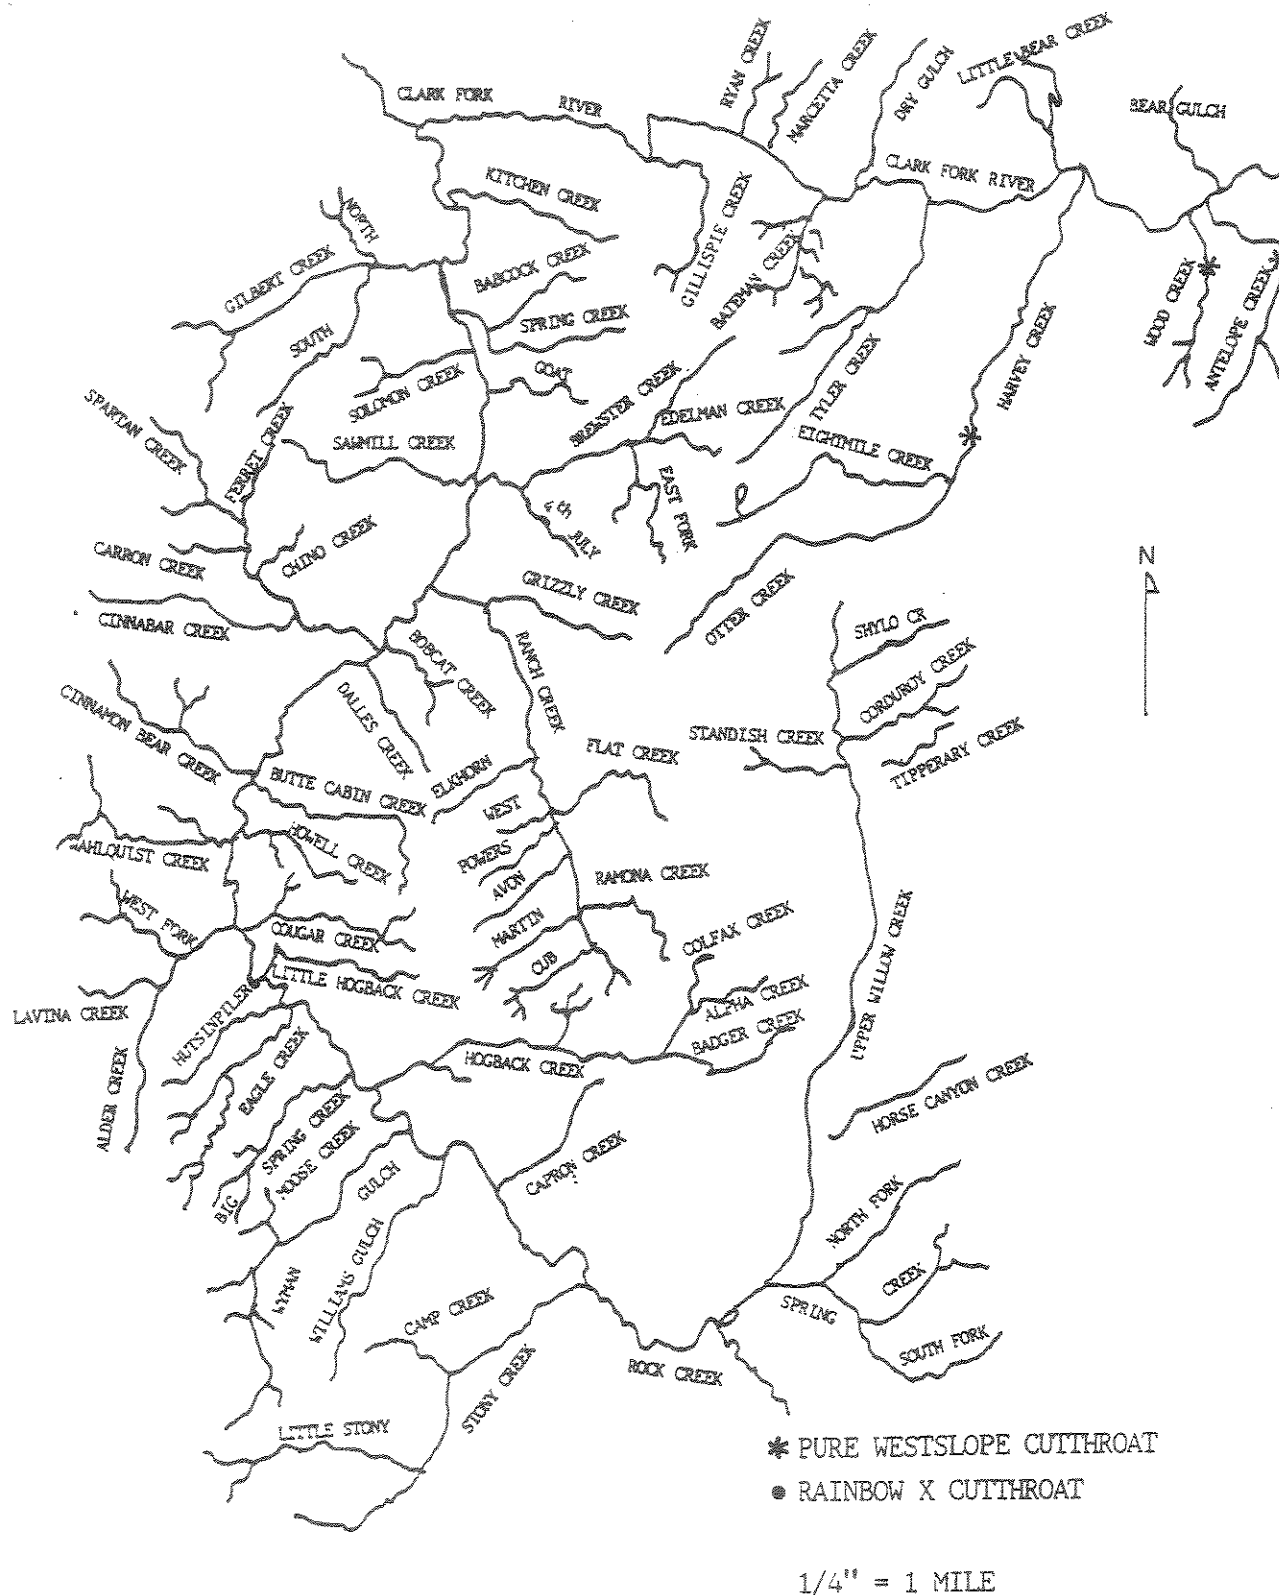 RYAN CREEK
MARCETTA CREEK
DRY GULCH
LITTLE BEAR CREEK
BEAR GULCH
CLARK FORK
RIVER
CLARK FORK RIVER
KITCHEN CREEK
GILLISPIE CREEK
NORTH
BABCOCK CREEK
BATEMAN CREEK
GILBERT CREEK
SPRING CREEK
SOUTH
WOOD CREEK
ANTELOPE CREEK
HARVEY CREEK
GOAT
SOLOMON CREEK
BREWSTER CREEK
TYLER CREEK
SPARTAN CREEK
FERRET CREEK
SAWMILL CREEK
EDELMAN CREEK
EIGHTMILE CREEK
EAST FORK
4 th JULY
CARRON CREEK
CHINO CREEK
N
GRIZZLY CREEK
OTTER CREEK
CINNABAR CREEK
SHYLO CR
BOBCAT CREEK
RANCH CREEK
CORDUROY CREEK
CINNAMON BEAR CREEK
DALLES CREEK
STANDISH CREEK
TIPPERARY CREEK
FLAT CREEK
ELKHORN
BUTTE CABIN CREEK
WEST
HOWELL CREEK
WAHLQUIST CREEK
POWERS
AVON
RAMONA CREEK
WEST FORK
MARTIN
COLFAX CREEK
COUGAR CREEK
CUB
UPPER WILLOW CREEK
LITTLE HOGBACK CREEK
LAVINA CREEK
HUTSINPILER
ALPHA CREEK
BADGER CREEK
EAGLE CREEK
HOGBACK CREEK
ALDER CREEK
HORSE CANYON CREEK
BIG SPRING CREEK
MOOSE CREEK
GULCH
CAPRON CREEK
NORTH FORK
WYMAN
WILLIAMS GULCH
CREEK
SPRING
CAMP CREEK
SOUTH FORK
ROCK CREEK
STONY CREEK
LITTLE STONY
* PURE WESTSLOPE CUTTHROAT
● RAINBOW X CUTTHROAT
1/4" = 1 MILE